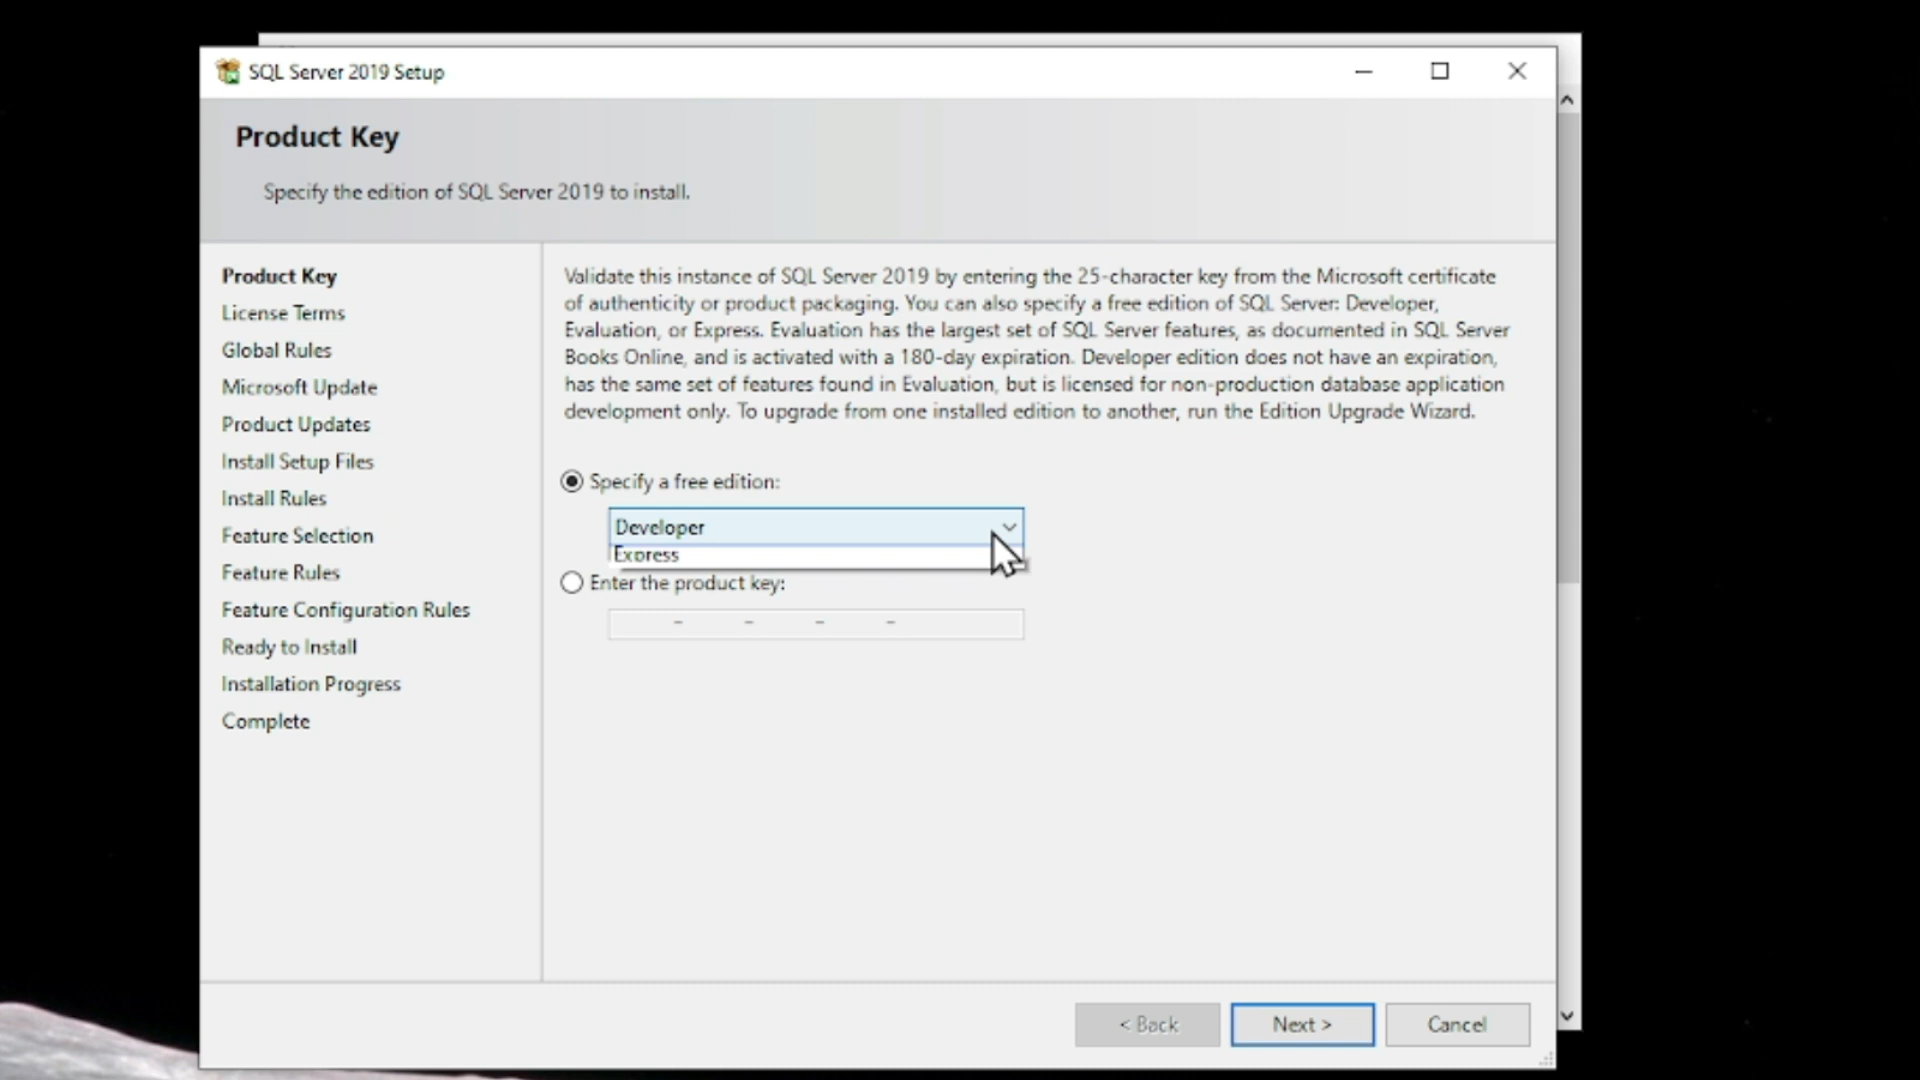 SQL Server 2019 Setup
Product Key
Specify the edition of SQL Server 2019 to install.
Product Key
License Terms
Global Rules
Microsoft Update
Product Updates
Install Setup Files
Install Rules
Feature Selection
Feature Rules
Feature Configuration Rules
Ready to Install
Installation Progress
Complete
Validate this instance of SQL Server 2019 by entering the 25-character key from the Microsoft certificate
of authenticity or product packaging. You can also specify a free edition of SQL Server: Developer,
Evaluation, or Express. Evaluation has the largest set of SQL Server features, as documented in SQL Server
Books Online, and is activated with a 180-day expiration. Developer edition does not have an expiration,
has the same set of features found in Evaluation, but is licensed for non-production database application
development only. To upgrade from one installed edition to another, run the Edition Upgrade Wizard.
Specify a free edition:
Developer
Express
Enter the product key:
- - - -
< Back
Next >
Cancel